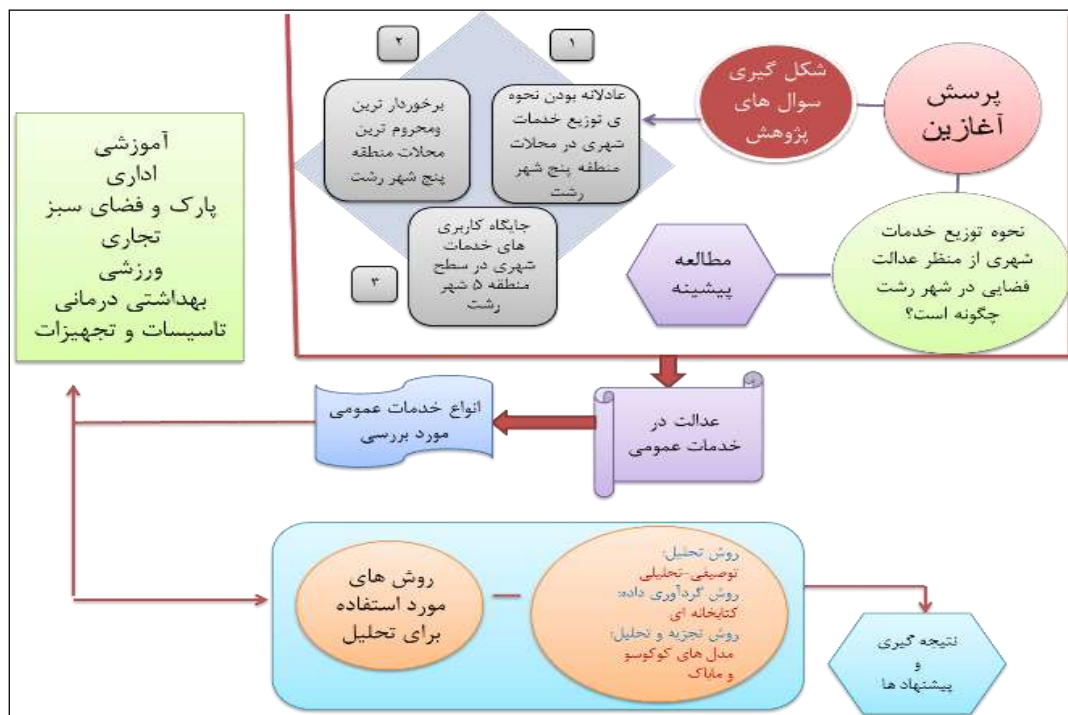 پرسش
آغازین
شکل گیری
سوال های
پژوهش
۱
عادلانه بودن نحوه
ی توزیع خدمات
شهری در محلات
منطقه پنج شهر
رشت
۲
برخوردار ترین
ومحروم ترین
محلات منطقه
پنج شهر رشت
۳
جایگاه کاربری
های خدمات
شهری در سطح
منطقه ۵ شهر
رشت
نحوه توزیع خدمات
شهری از منظر عدالت
فضایی در شهر رشت
چگونه است؟
مطالعه
پیشینه
عدالت در
خدمات عمومی
انواع خدمات عمومی
مورد بررسی
آموزشی
اداری
پارک و فضای سبز
تجاری
ورزشی
بهداشتی درمانی
تاسیسات و تجهیزات
روش های
مورد استفاده
برای تحلیل
روش تحلیل:
توصیفی-تحلیلی
روش گردآوری داده:
کتابخانه ای
روش تجزیه و تحلیل:
مدل های کوکوسو
و ماباک
نتیجه گیری
و
پیشنهاد ها